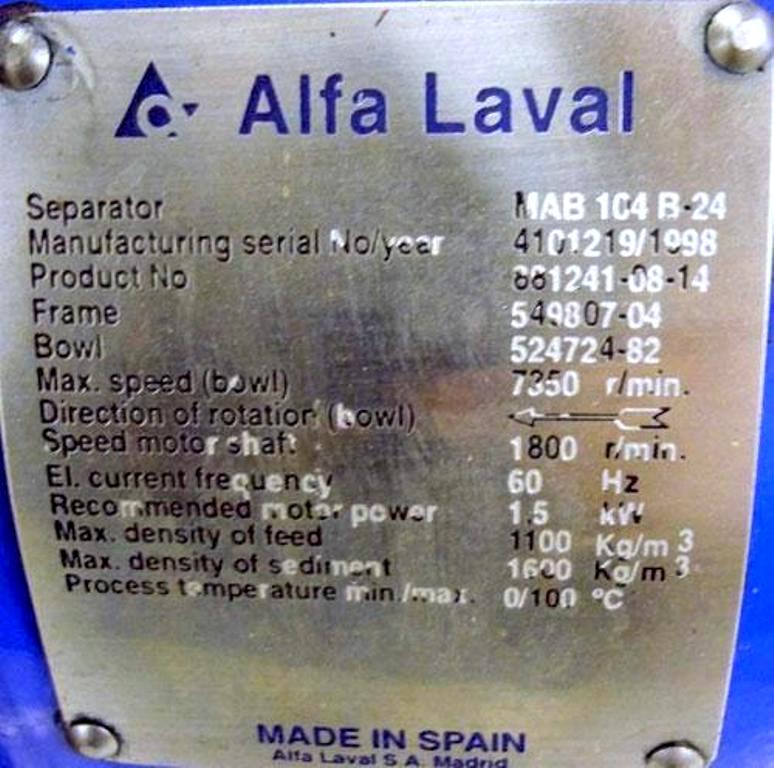 Alfa Laval
Separator MAB 104 B-24
Manufacturing serial No/year 4101219/1998
Product No 881241-08-14
Frame 549807-04
Bowl 524724-82
Max. speed (bowl) 7350 r/min.
Direction of rotation (bowl)
Speed motor shaft 1800 r/min.
El. current frequency 60 Hz
Recommended motor power 1.5 kW
Max. density of feed 1100 Kg/m3
Max. density of sediment 1600 Kg/m3
Process temperature min./max. 0/100 °C
MADE IN SPAIN
Alfa Laval S.A. Madrid